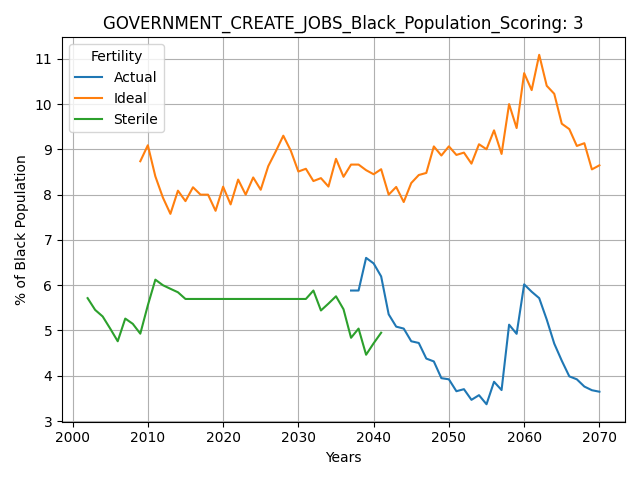 GOVERNMENT_CREATE_JOBS_Black_Population_Scoring: 3
Fertility
Actual
Ideal
Sterile
% of Black Population
11
10
9
8
7
6
5
4
3
2000 2010 2020 2030 2040 2050 2060 2070
Years